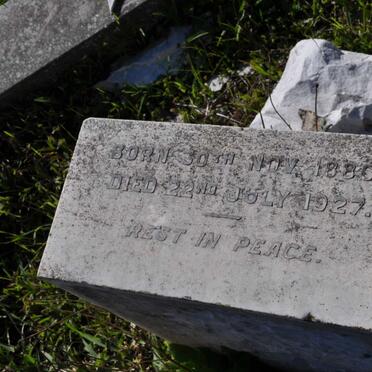 BORN 30TH NOV. 
DIED 22ND JULY 1927.
REST IN PEACE.